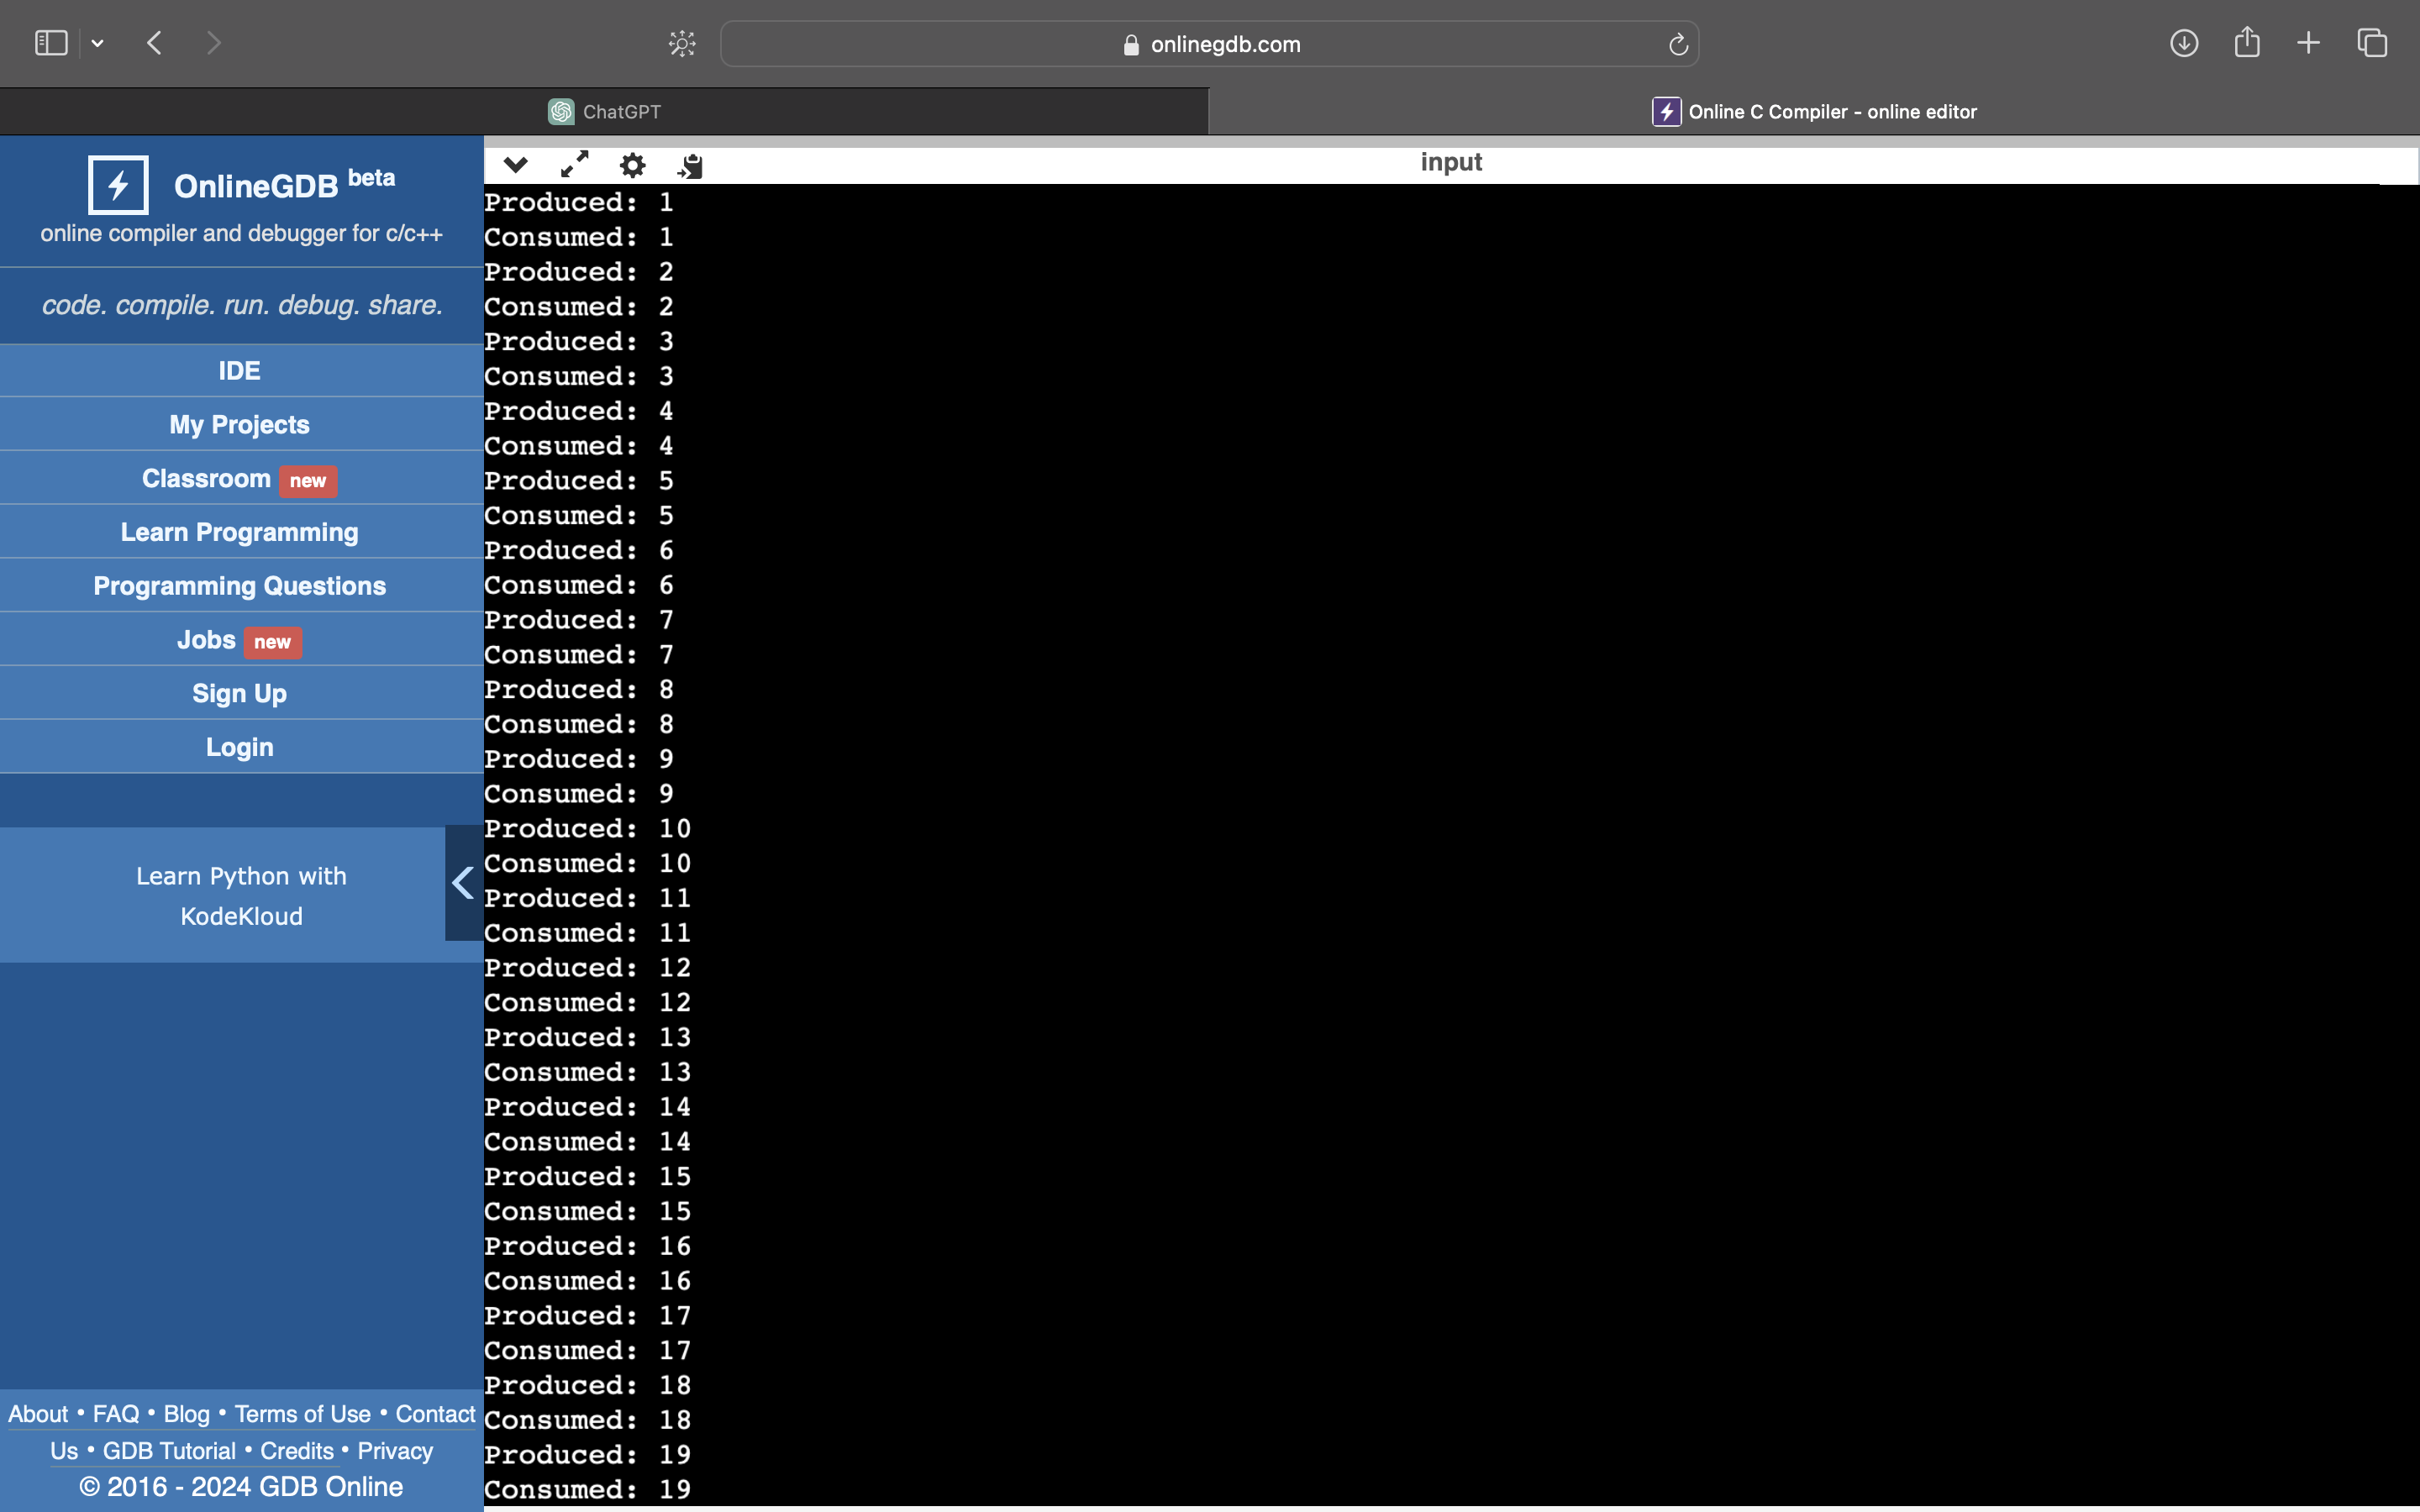 onlinegdb.com
ChatGPT
Online C Compiler - online editor
OnlineGDB beta
online compiler and debugger for c/c++
code. compile. run. debug. share.
IDE
My Projects
Classroom new
Learn Programming
Programming Questions
Jobs new
Sign Up
Login
Learn Python with
KodeKloud
About • FAQ • Blog • Terms of Use • Contact
Us • GDB Tutorial • Credits • Privacy
© 2016 - 2024 GDB Online
input
Produced: 1
Consumed: 1
Produced: 2
Consumed: 2
Produced: 3
Consumed: 3
Produced: 4
Consumed: 4
Produced: 5
Consumed: 5
Produced: 6
Consumed: 6
Produced: 7
Consumed: 7
Produced: 8
Consumed: 8
Produced: 9
Consumed: 9
Produced: 10
Consumed: 10
Produced: 11
Consumed: 11
Produced: 12
Consumed: 12
Produced: 13
Consumed: 13
Produced: 14
Consumed: 14
Produced: 15
Consumed: 15
Produced: 16
Consumed: 16
Produced: 17
Consumed: 17
Produced: 18
Consumed: 18
Produced: 19
Consumed: 19